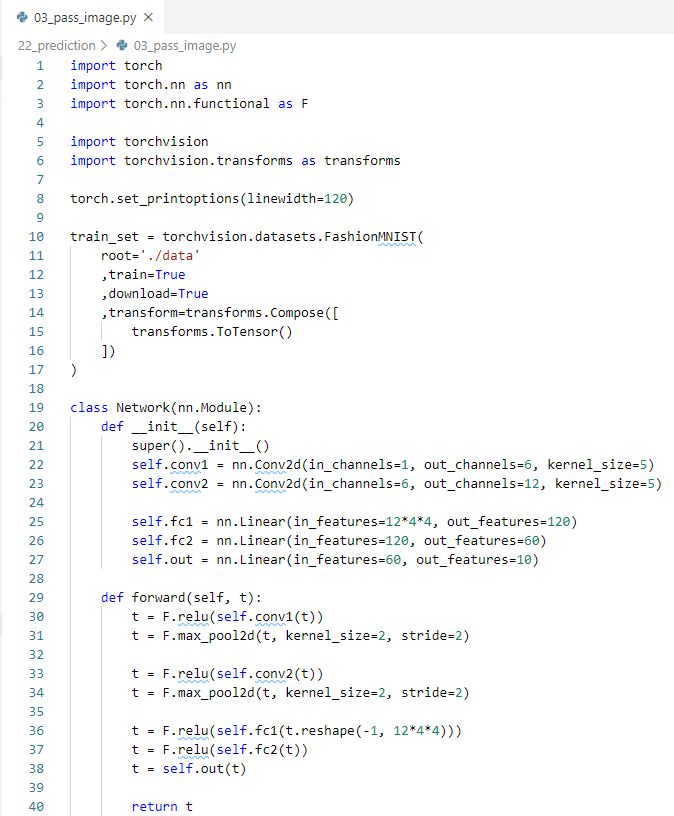 03_pass_image.py ×
22_prediction > 03_pass_image.py
1 import torch
2 import torch.nn as nn
3 import torch.nn.functional as F
4
5 import torchvision
6 import torchvision.transforms as transforms
7
8 torch.set_printoptions(linewidth=120)
9
10 train_set = torchvision.datasets.FashionMNIST(
11     root='./data'
12     ,train=True
13     ,download=True
14     ,transform=transforms.Compose([
15         transforms.ToTensor()
16     ])
17 )
18
19 class Network(nn.Module):
20     def __init__(self):
21         super().__init__()
22         self.conv1 = nn.Conv2d(in_channels=1, out_channels=6, kernel_size=5)
23         self.conv2 = nn.Conv2d(in_channels=6, out_channels=12, kernel_size=5)
24
25         self.fc1 = nn.Linear(in_features=12*4*4, out_features=120)
26         self.fc2 = nn.Linear(in_features=120, out_features=60)
27         self.out = nn.Linear(in_features=60, out_features=10)
28
29     def forward(self, t):
30         t = F.relu(self.conv1(t))
31         t = F.max_pool2d(t, kernel_size=2, stride=2)
32
33         t = F.relu(self.conv2(t))
34         t = F.max_pool2d(t, kernel_size=2, stride=2)
35
36         t = F.relu(self.fc1(t.reshape(-1, 12*4*4)))
37         t = F.relu(self.fc2(t))
38         t = self.out(t)
39
40         return t